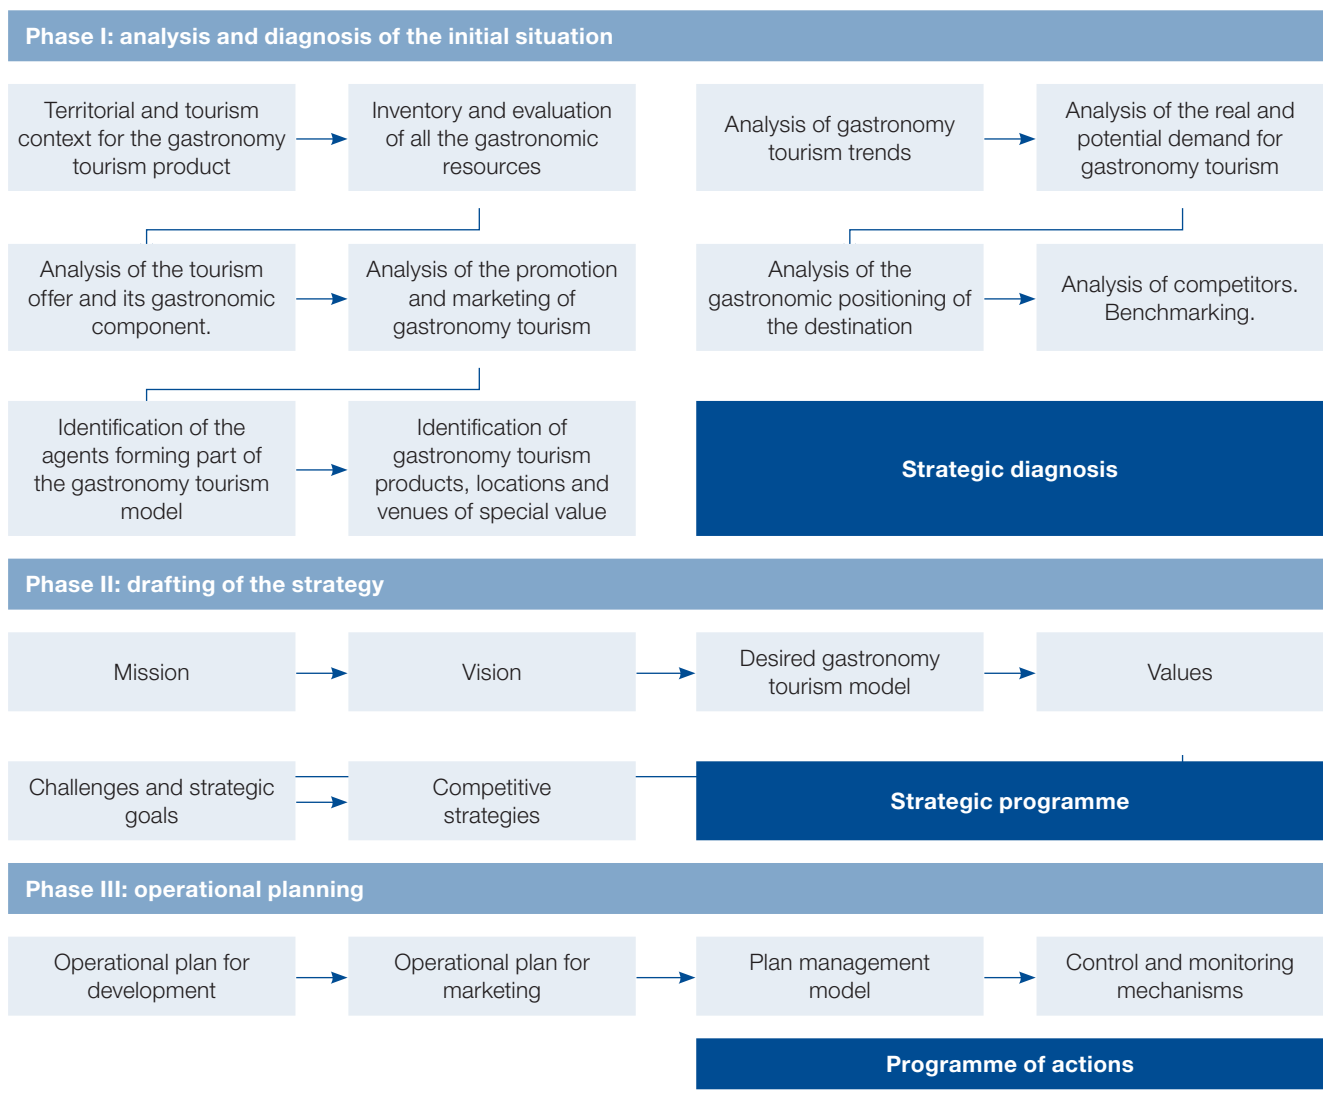 Phase I: analysis and diagnosis of the initial situation
Territorial and tourism
context for the gastronomy
tourism product
Inventory and evaluation
of all the gastronomic
resources
Analysis of gastronomy
tourism trends
Analysis of the real and
potential demand for
gastronomy tourism
Analysis of the tourism
offer and its gastronomic
component.
Analysis of the promotion
and marketing of
gastronomy tourism
Analysis of the
gastronomic positioning of
the destination
Analysis of competitors.
Benchmarking.
Identification of the
agents forming part of
the gastronomy tourism
model
Identification of
gastronomy tourism
products, locations and
venues of special value
Strategic diagnosis
Phase II: drafting of the strategy
Mission
Vision
Desired gastronomy
tourism model
Values
Challenges and strategic
goals
Competitive
strategies
Strategic programme
Phase III: operational planning
Operational plan for
development
Operational plan for
marketing
Plan management
model
Control and monitoring
mechanisms
Programme of actions